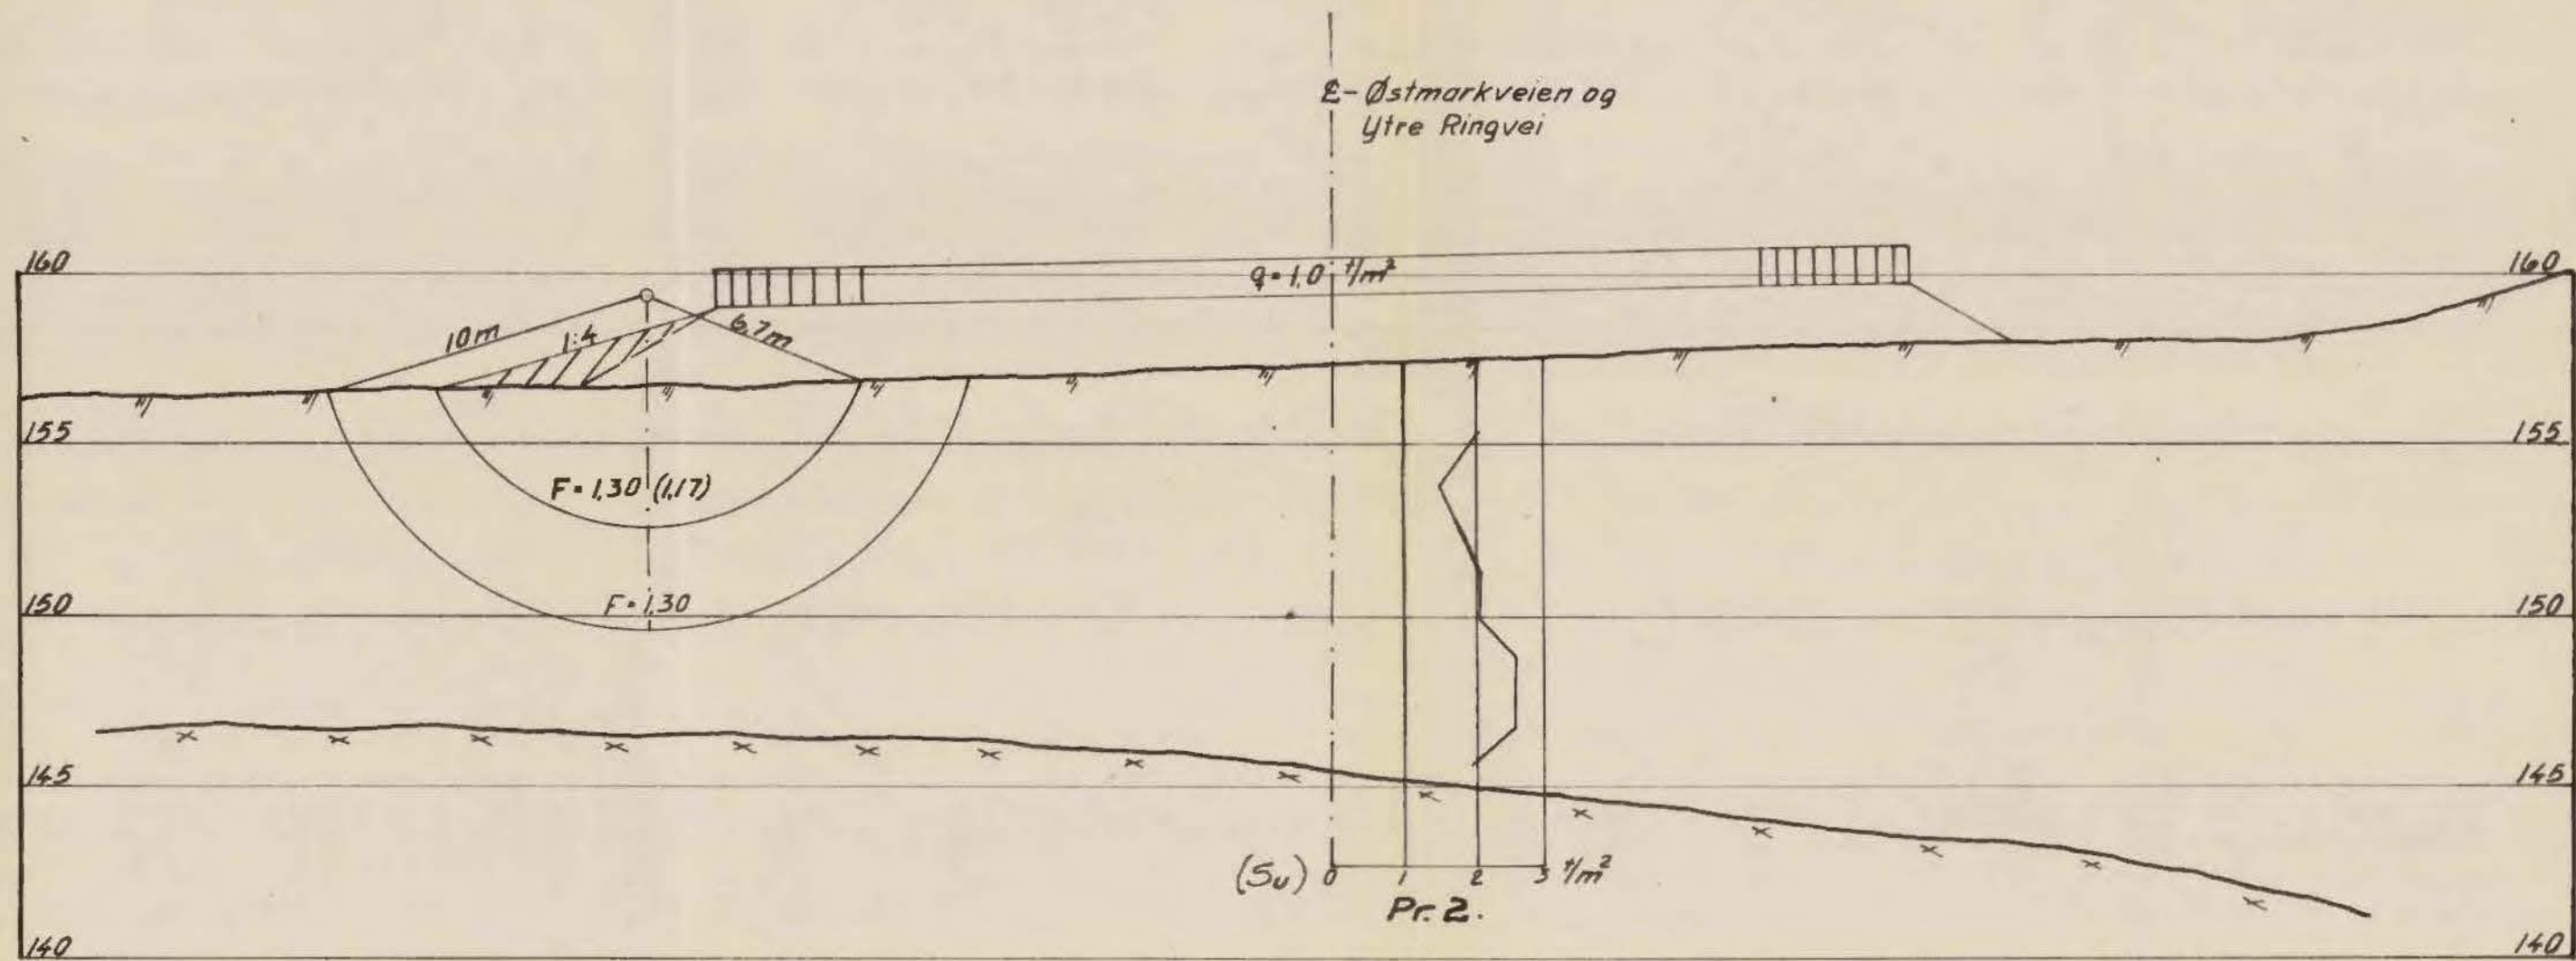 ℄- Østmarkveien og
Ytre Ringvei
160
q=1,0 t/m²
160
10m
1:4
6.7m
155
155
F=1,30 (1,17)
F=1,30
150
150
145
145
(Su) 0 1 2 3 t/m²
Pr. 2.
140
140